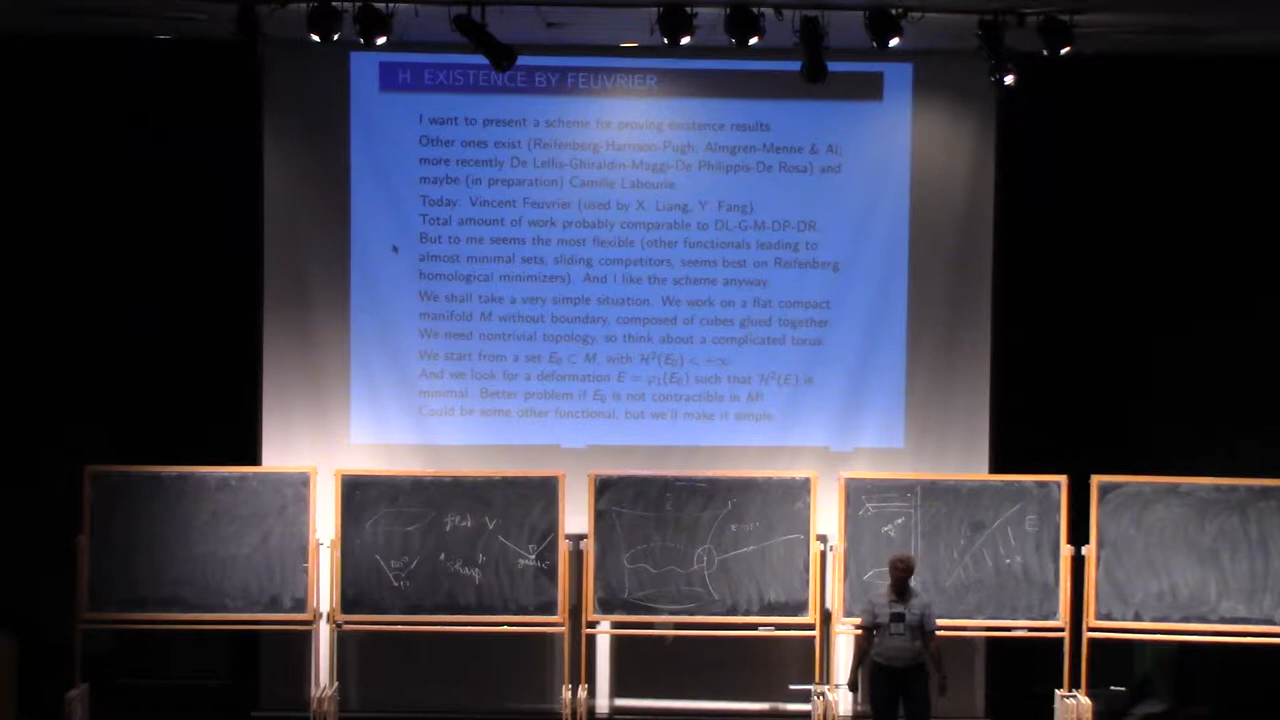 H. EXISTENCE BY FEUVRIER
I want to present a scheme for proving existence results.
Other ones exist (Reifenberg-Harrison-Pugh, Almgren-Menne & Al;
more recently De Lellis-Ghiraldin-Maggi-De Philippis-De Rosa) and
maybe (in preparation) Camille Labourie.
Today: Vincent Feuvrier (used by X. Liang, Y. Fang).
Total amount of work probably comparable to DL-G-M-DP-DR.
But to me seems the most flexible (other functionals leading to
almost minimal sets, sliding competitors, seems best on Reifenberg
homological minimizers). And I like the scheme anyway.
We shall take a very simple situation. We work on a flat compact
manifold M without boundary, composed of cubes glued together.
We need nontrivial topology, so think about a complicated torus.
We start from a set E₀ ⊂ M, with ℋ²(E₀) < +∞.
And we look for a deformation E = φ₁(E₀) such that ℋ²(E) is
minimal. Better problem if E₀ is not contractible in M!
Could be some other functional, but we'll make it simple.
flat V
"sharp"
E